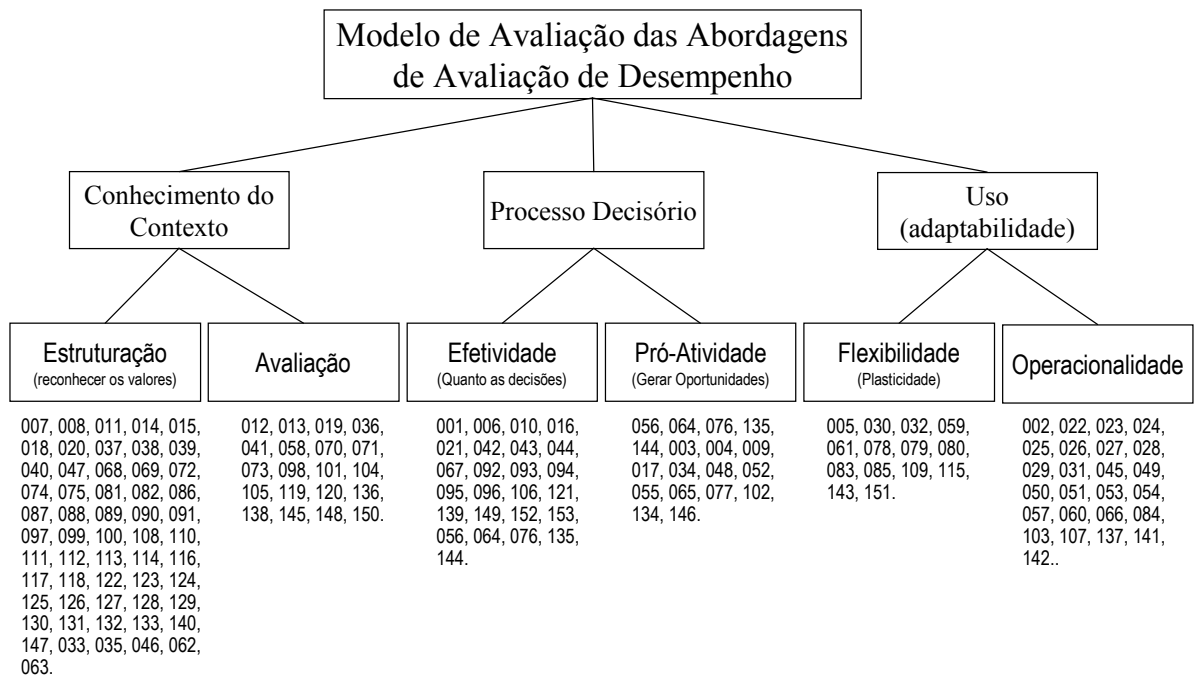 Modelo de Avaliação das Abordagens
de Avaliação de Desempenho
Conhecimento do
Contexto
Processo Decisório
Uso
(adaptabilidade)
Estruturação
(reconhecer os valores)
Avaliação
Efetividade
(Quanto as decisões)
Pró-Atividade
(Gerar Oportunidades)
Flexibilidade
(Plasticidade)
Operacionalidade
007, 008, 011, 014, 015,
018, 020, 037, 038, 039,
040, 047, 068, 069, 072,
074, 075, 081, 082, 086,
087, 088, 089, 090, 091,
097, 099, 100, 108, 110,
111, 112, 113, 114, 116,
117, 118, 122, 123, 124,
125, 126, 127, 128, 129,
130, 131, 132, 133, 140,
147, 033, 035, 046, 062,
063.
012, 013, 019, 036,
041, 058, 070, 071,
073, 098, 101, 104,
105, 119, 120, 136,
138, 145, 148, 150.
001, 006, 010, 016,
021, 042, 043, 044,
067, 092, 093, 094,
095, 096, 106, 121,
139, 149, 152, 153,
056, 064, 076, 135,
144.
056, 064, 076, 135,
144, 003, 004, 009,
017, 034, 048, 052,
055, 065, 077, 102,
134, 146.
005, 030, 032, 059,
061, 078, 079, 080,
083, 085, 109, 115,
143, 151.
002, 022, 023, 024,
025, 026, 027, 028,
029, 031, 045, 049,
050, 051, 053, 054,
057, 060, 066, 084,
103, 107, 137, 141,
142..